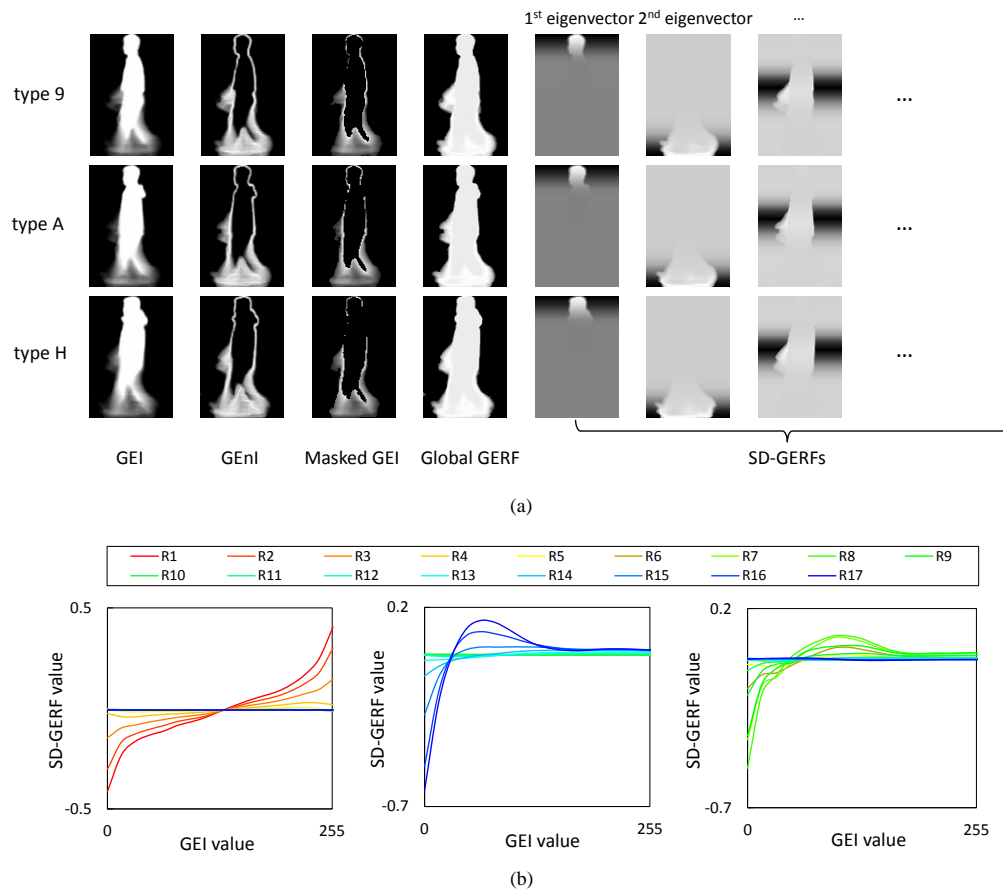 1st eigenvector 2nd eigenvector ...
type 9 ...
type A ...
type H ...
GEI GEnI Masked GEI Global GERF SD-GERFs
(a)
R1 R2 R3 R4 R5 R6 R7 R8 R9
R10 R11 R12 R13 R14 R15 R16 R17
0.5 0.2 0.2
SD-GERF value SD-GERF value SD-GERF value
-0.5 -0.7 -0.7
0 255 0 255 0 255
GEI value GEI value GEI value
(b)